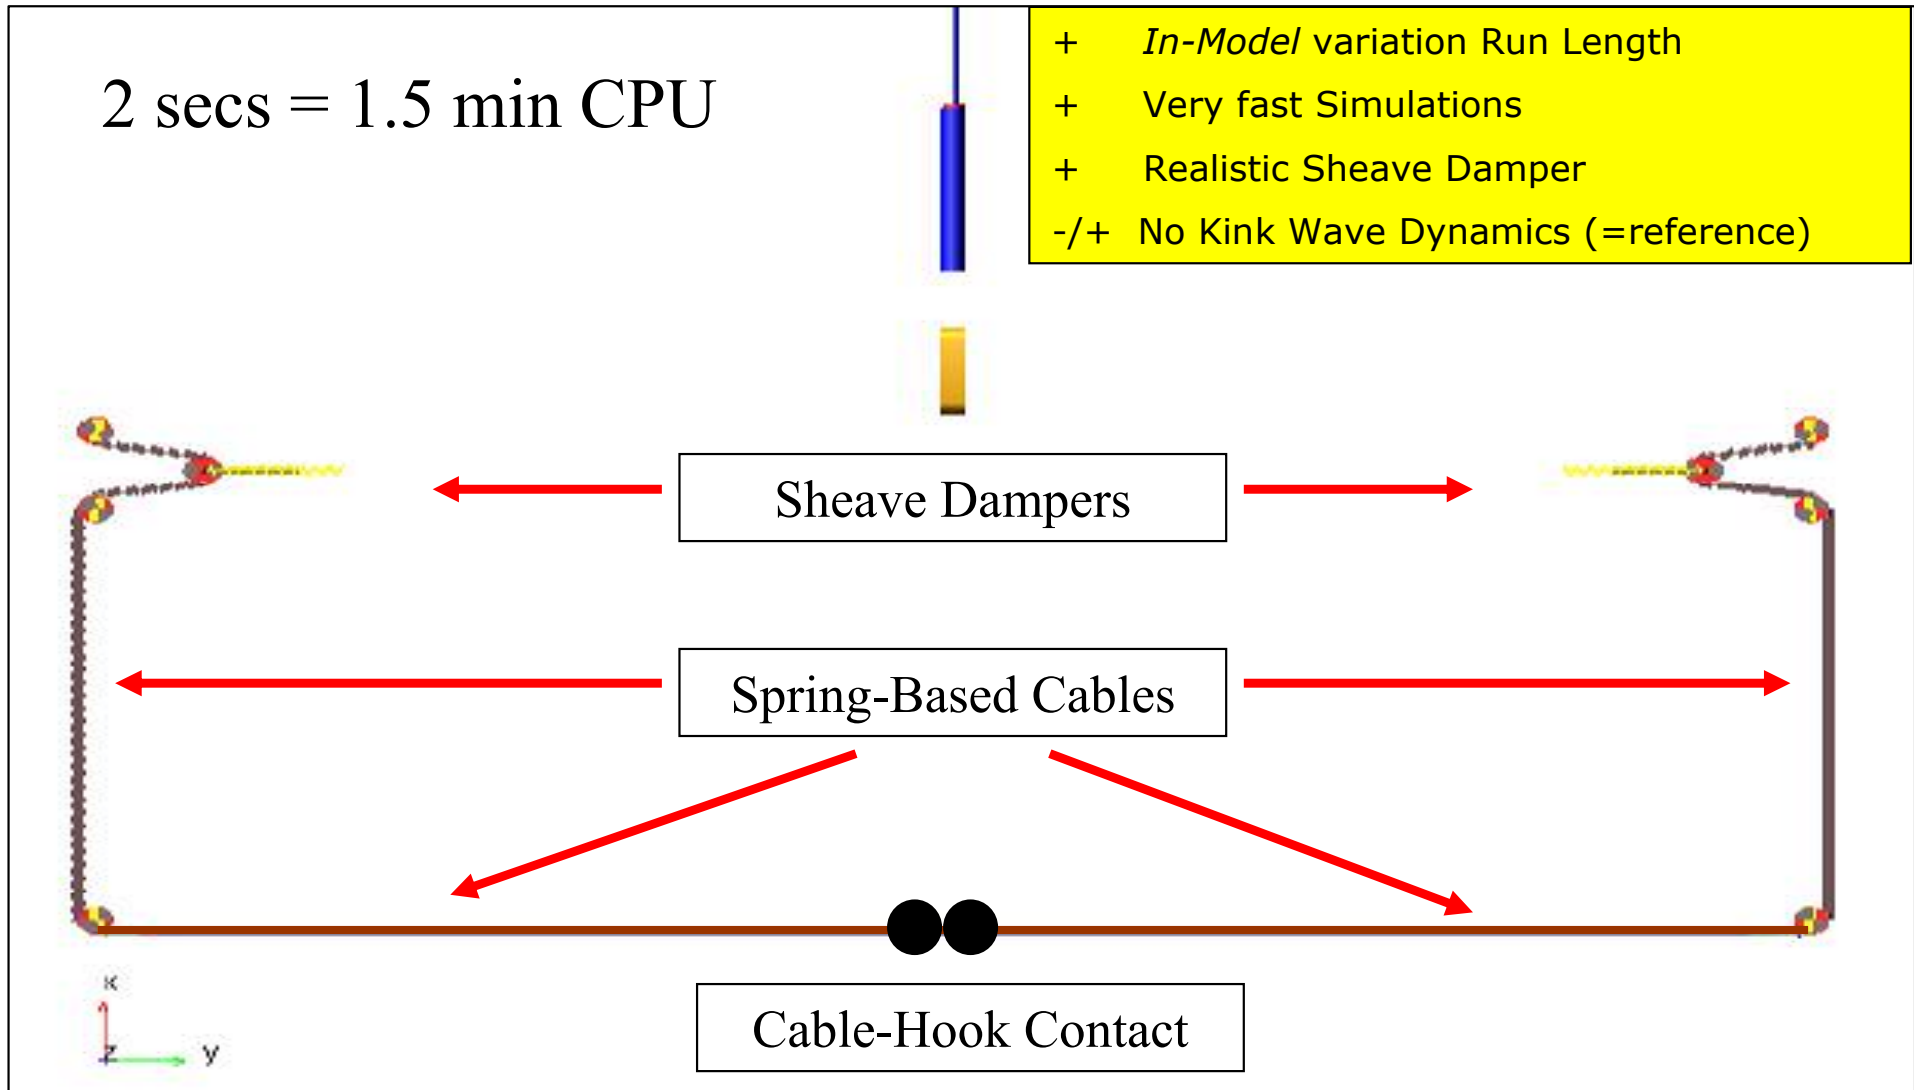 2 secs = 1.5 min CPU
+ In-Model variation Run Length
+ Very fast Simulations
+ Realistic Sheave Damper
-/+ No Kink Wave Dynamics (=reference)
Sheave Dampers
Spring-Based Cables
Cable-Hook Contact
x
z
y